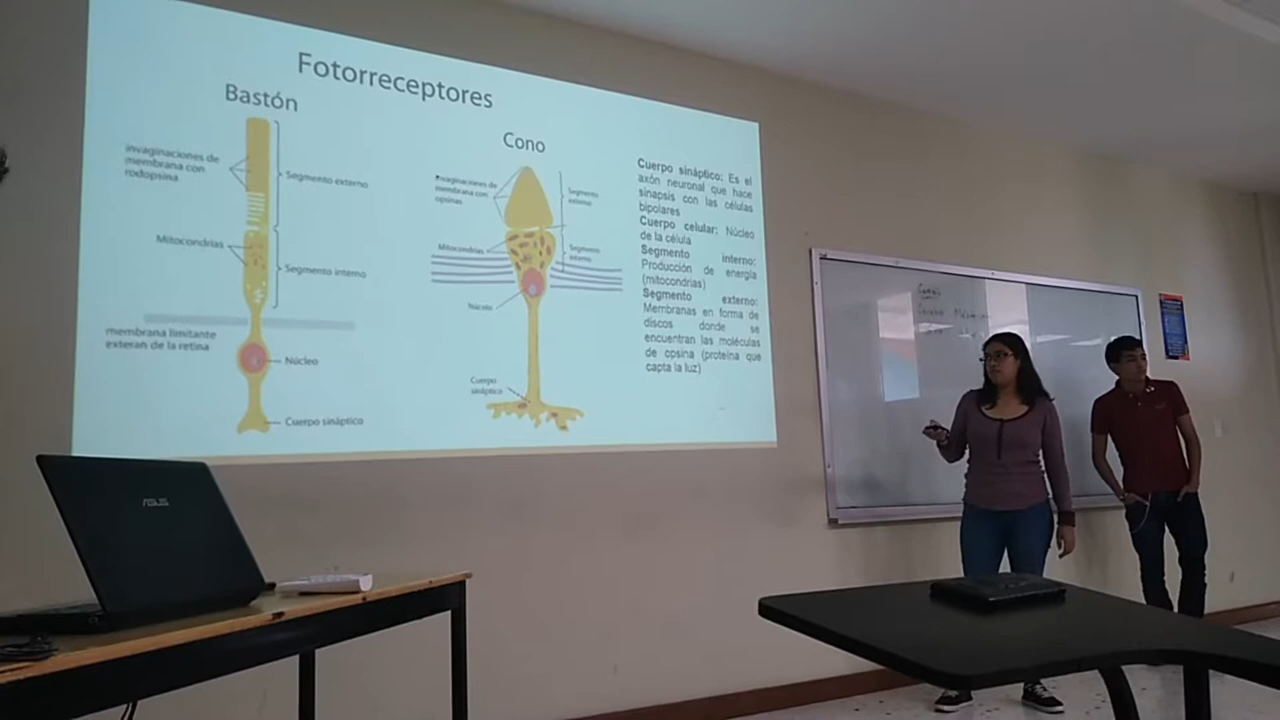 Fotorreceptores
Bastón
invaginaciones de
membrana con
rodopsina
Segmento externo
Mitocondrias
Segmento interno
membrana limitante
exteran de la retina
Núcleo
Cuerpo sináptico
Cono
invaginaciones de
membrana con
opsinas
Segmento
externo
Mitocondrias
Segmento
interno
Núcelo
Cuerpo
sináptico
Cuerpo sináptico: Es el
axón neuronal que hace
sinapsis con las células
bipolares
Cuerpo celular: Núcleo
de la célula
Segmento interno:
Producción de energía
(mitocondrias)
Segmento externo:
Membranas en forma de
discos donde se
encuentran las moléculas
de opsina (proteína que
capta la luz)
ASUS